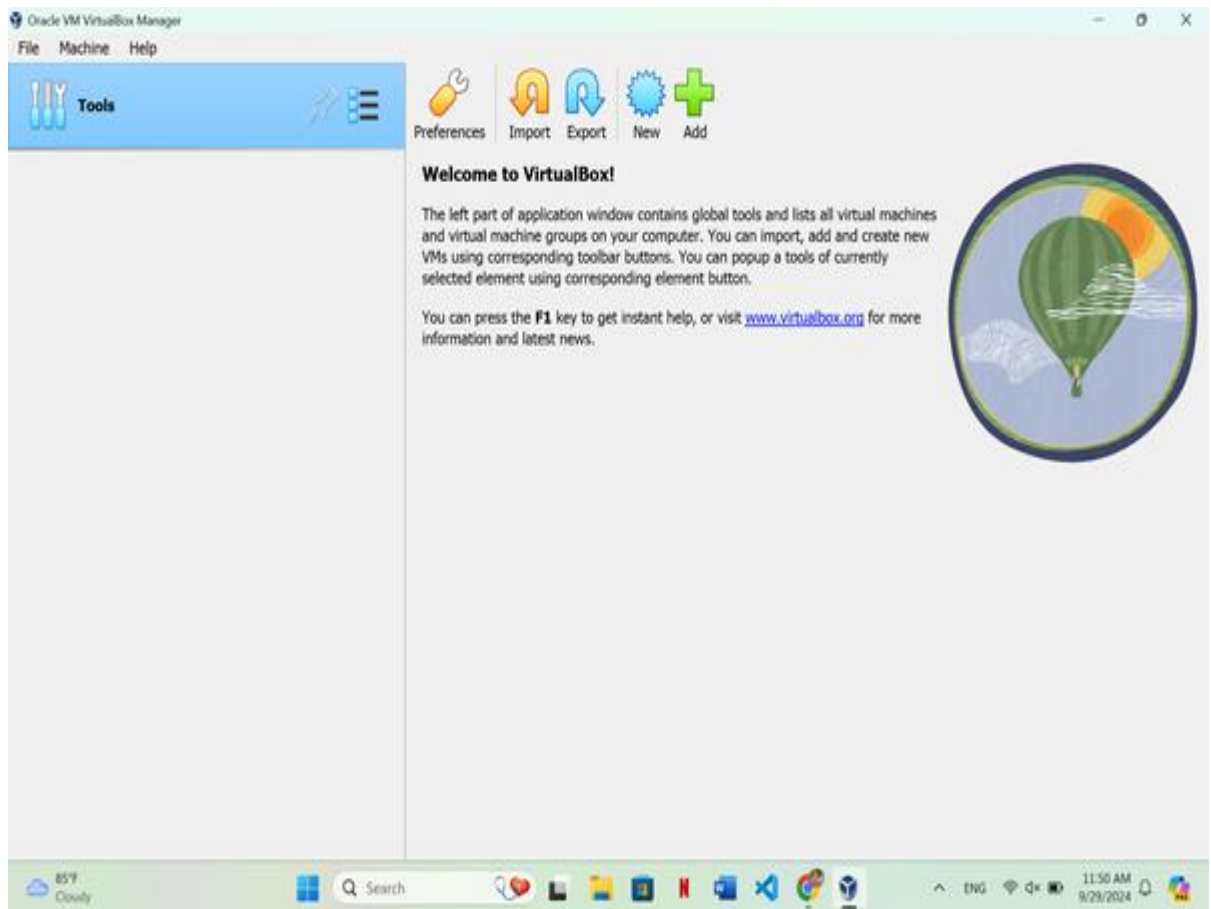 Oracle VM VirtualBox Manager
File Machine Help
Tools
Preferences Import Export New Add
Welcome to VirtualBox!
The left part of application window contains global tools and lists all virtual machines
and virtual machine groups on your computer. You can import, add and create new
VMs using corresponding toolbar buttons. You can popup a tools of currently
selected element using corresponding element button.
You can press the F1 key to get instant help, or visit www.virtualbox.org for more
information and latest news.
85°F
Cloudy
Search
ENG
11:50 AM
9/29/2024